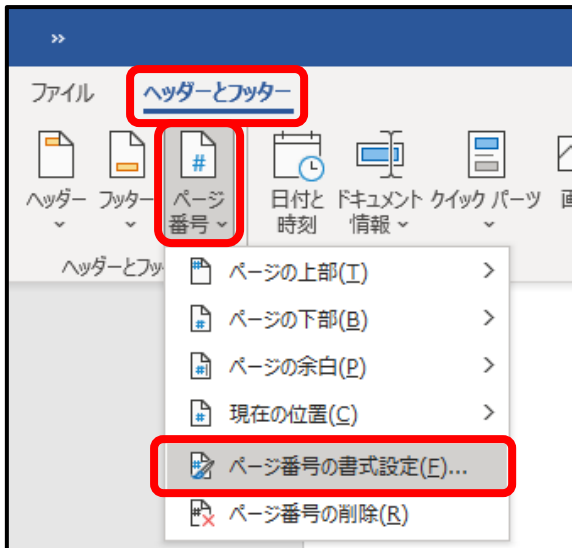 »
ファイル ヘッダーとフッター
ヘッダー フッター ページ 日付と ドキュメント クイック パーツ
番号 時刻 情報
ヘッダーとフッ
ページの上部(T)
ページの下部(B)
ページの余白(P)
現在の位置(C)
ページ番号の書式設定(F)...
ページ番号の削除(R)